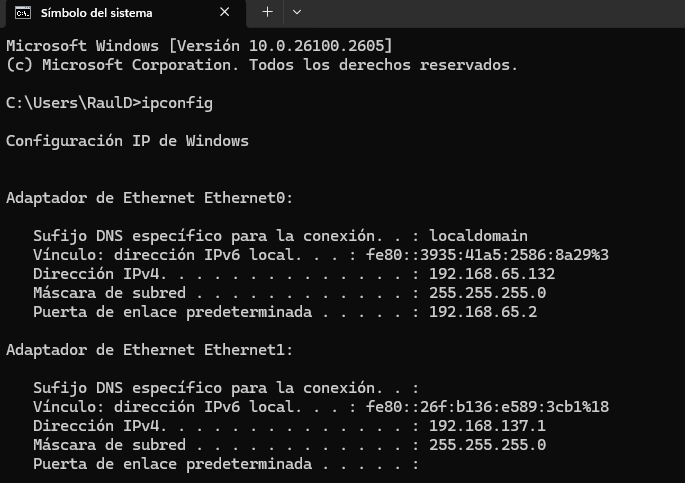 Símbolo del sistema
Microsoft Windows [Versión 10.0.26100.2605]
(c) Microsoft Corporation. Todos los derechos reservados.
C:\Users\RaulD>ipconfig
Configuración IP de Windows
Adaptador de Ethernet Ethernet0:
Sufijo DNS específico para la conexión. . : localdomain
Vínculo: dirección IPv6 local. . . : fe80::3935:41a5:2586:8a29%3
Dirección IPv4. . . . . . . . . . . . . . : 192.168.65.132
Máscara de subred . . . . . . . . . . . . : 255.255.255.0
Puerta de enlace predeterminada . . . . . : 192.168.65.2
Adaptador de Ethernet Ethernet1:
Sufijo DNS específico para la conexión. . :
Vínculo: dirección IPv6 local. . . : fe80::26f:b136:e589:3cb1%18
Dirección IPv4. . . . . . . . . . . . . . : 192.168.137.1
Máscara de subred . . . . . . . . . . . . : 255.255.255.0
Puerta de enlace predeterminada . . . . . :